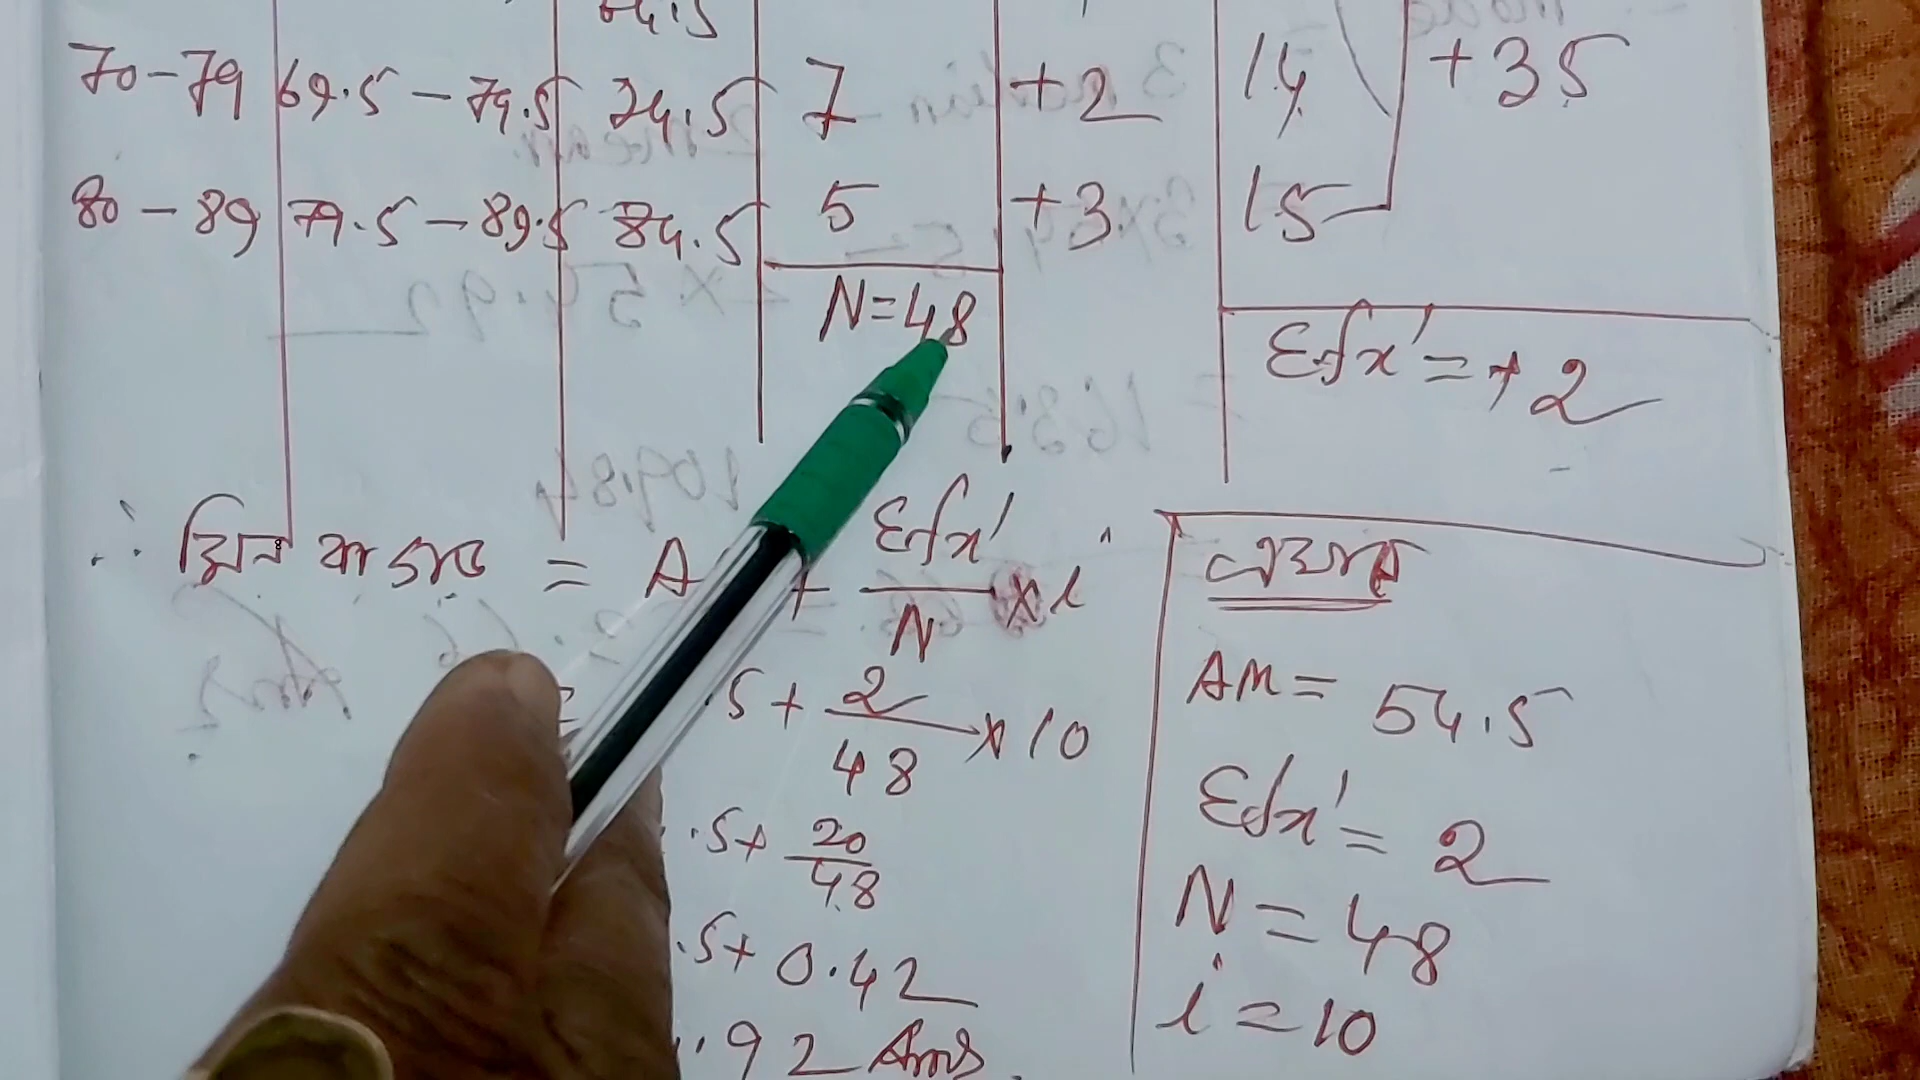 70-79 69.5 - 79.5 74.5 7 +2 14 +35
80 - 89 79.5 - 89.5 84.5 5 +3 15
N=48
Σfx' = +2
∴ মিন বা গড় = A + Σfx' / N × i
.5 + 2/48 × 10
.5 + 20/48
.5 + 0.42
.92 Ans.
এখানে
AM = 54.5
Σfx' = 2
N = 48
i = 10